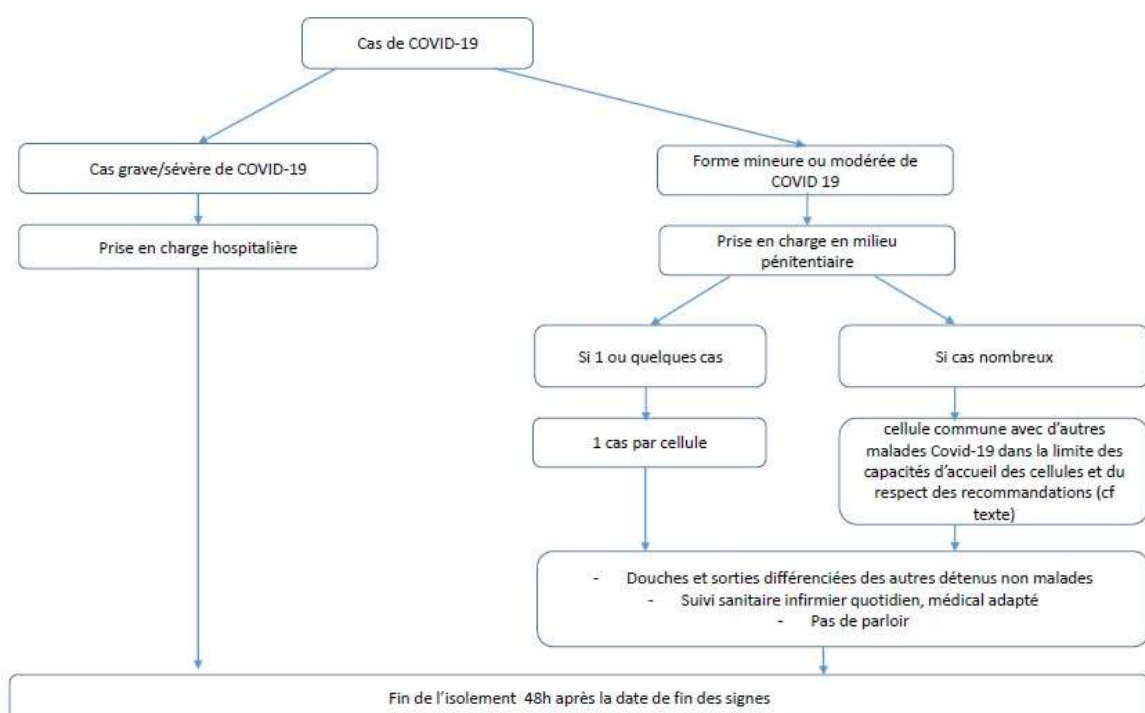 Cas de COVID-19
Cas grave/sévère de COVID-19
Forme mineure ou modérée de
COVID 19
Prise en charge hospitalière
Prise en charge en milieu
pénitentiaire
Si 1 ou quelques cas
Si cas nombreux
1 cas par cellule
cellule commune avec d'autres
malades Covid-19 dans la limite des
capacités d'accueil des cellules et du
respect des recommandations (cf
texte)
- Douches et sorties différenciées des autres détenus non malades
- Suivi sanitaire infirmier quotidien, médical adapté
- Pas de parloir
Fin de l'isolement 48h après la date de fin des signes